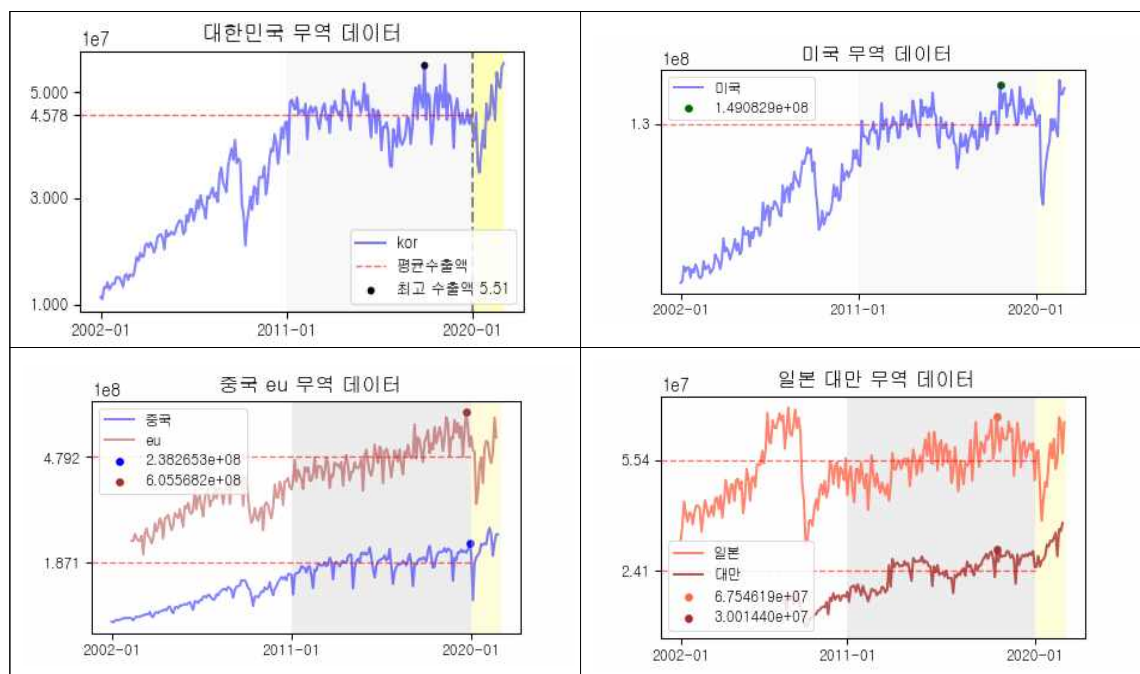 대한민국 무역 데이터
1e7
5.000
4.578
3.000
1.000
kor
평균수출액
최고 수출액 5.51
2002-01
2011-01
2020-01
미국 무역 데이터
1e8
미국
1.490829e+08
1.3
2002-01
2011-01
2020-01
중국 eu 무역 데이터
1e8
중국
eu
2.382653e+08
6.055682e+08
4.792
1.871
2002-01
2011-01
2020-01
일본 대만 무역 데이터
1e7
5.54
2.41
일본
대만
6.754619e+07
3.001440e+07
2002-01
2011-01
2020-01